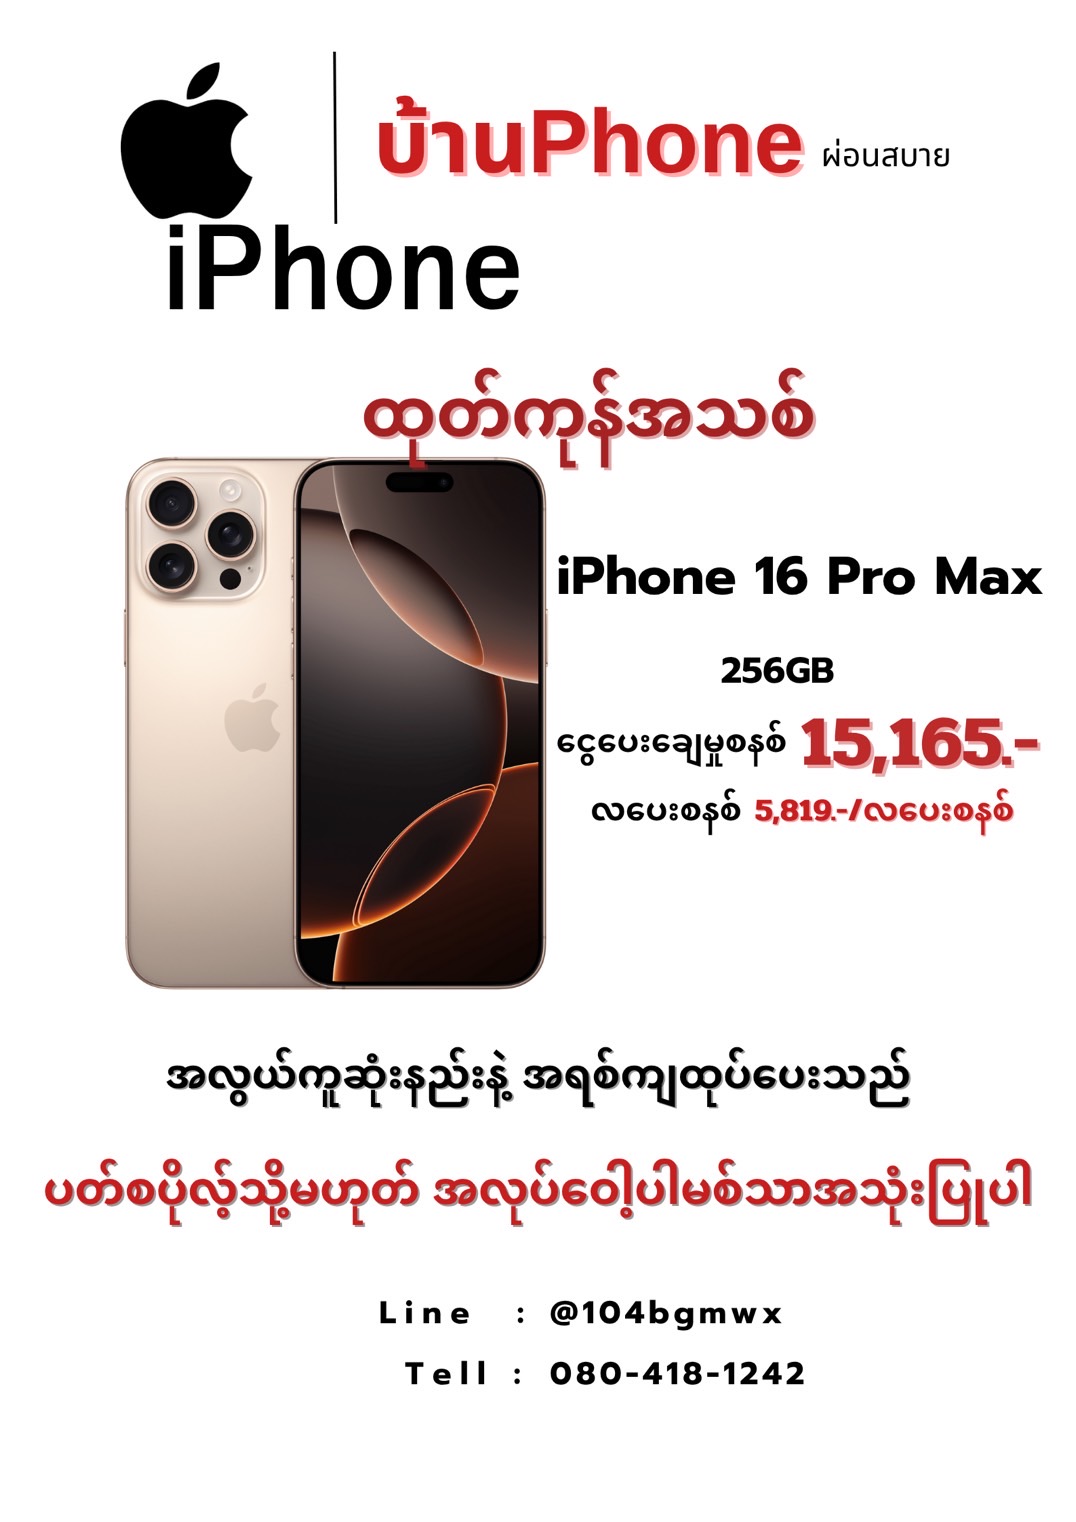 บ้านPhone ผ่อนสบาย
iPhone
ထုတ်ကုန်အသစ်
iPhone 16 Pro Max
256GB
ငွေပေးချေမှုစနစ် 15,165.-
လပေးစနစ် 5,819.-/လပေးစနစ်
အလွယ်ကူဆုံးနည်းနဲ့ အရစ်ကျထုပ်ပေးသည်
ပတ်စပိုလ့်သို့မဟုတ် အလုပ်ဝေါ့ပါမစ်သာအသုံးပြုပါ
Line : @104bgmwx
Tell : 080-418-1242